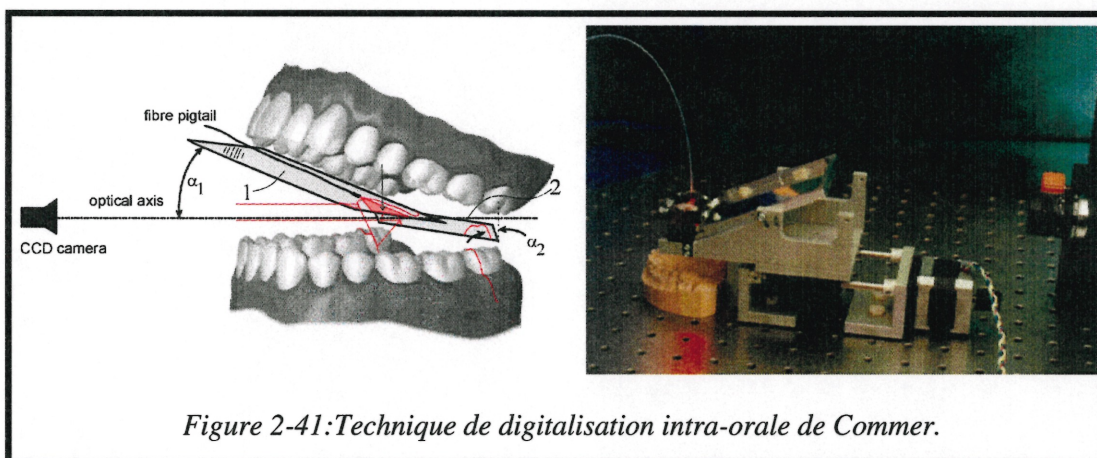 fibre pigtail
α1
1
optical axis
2
CCD camera
α2
Figure 2-41:Technique de digitalisation intra-orale de Commer.